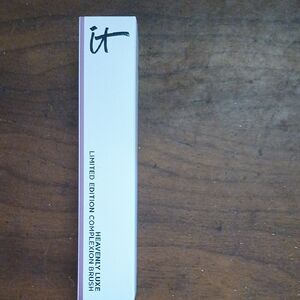 it
HEAVENLY LUXE
LIMITED EDITION COMPLEXION BRUSH